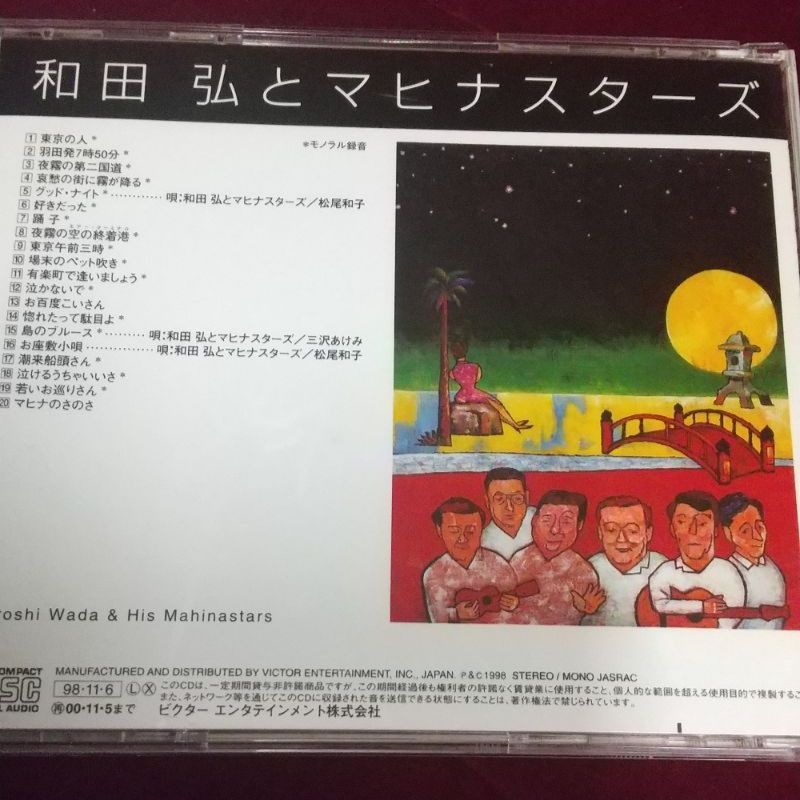 和田 弘とマヒナスターズ
1 東京の人*
*モノラル録音
2 羽田発7時50分*
3 夜霧の第二国道*
4 哀愁の街に霧が降る*
5 グッド・ナイト*…………唄:和田 弘とマヒナスターズ/松尾和子
6 好きだった*
7 踊子*
8 夜霧の空の終着港*
9 東京午前三時*
10 場末のペット吹き*
11 有楽町で逢いましょう*
12 泣かないで*
13 お百度こいさん
14 惚れたって駄目よ*
15 島のブルース*………唄:和田 弘とマヒナスターズ/三沢あけみ
16 お座敷小唄……………唄:和田 弘とマヒナスターズ/松尾和子
17 潮来船頭さん*
18 泣けるうちゃいいさ*
19 若いお巡りさん*
20 マヒナのさのさ
roshi Wada & His Mahinastars
COMPACT
DISC
AL AUDIO
MANUFACTURED AND DISTRIBUTED BY VICTOR ENTERTAINMENT, INC., JAPAN. ℗&©1998 STEREO/MONO JASRAC
98・11・6 Ⓛ Ⓧ このCDは、一定期間貸与非許諾商品ですが、この期間経過後も権利者の許諾なく賃貸業に使用すること、個人的な範囲を超える使用目的で複製するこ
再00・11・5まで また、ネットワーク等を通じてこのCDに収録された音を送信できる状態にすることは、著作権法で禁じられています。
ビクター エンタテインメント株式会社